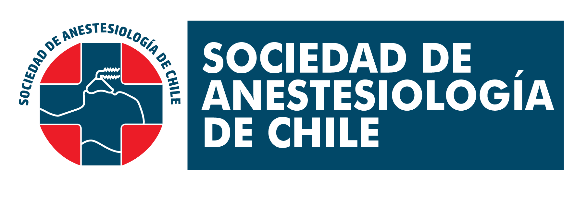 SOCIEDAD DE ANESTESIOLOGÍA DE CHILE
SOCIEDAD DE
ANESTESIOLOGÍA
DE CHILE